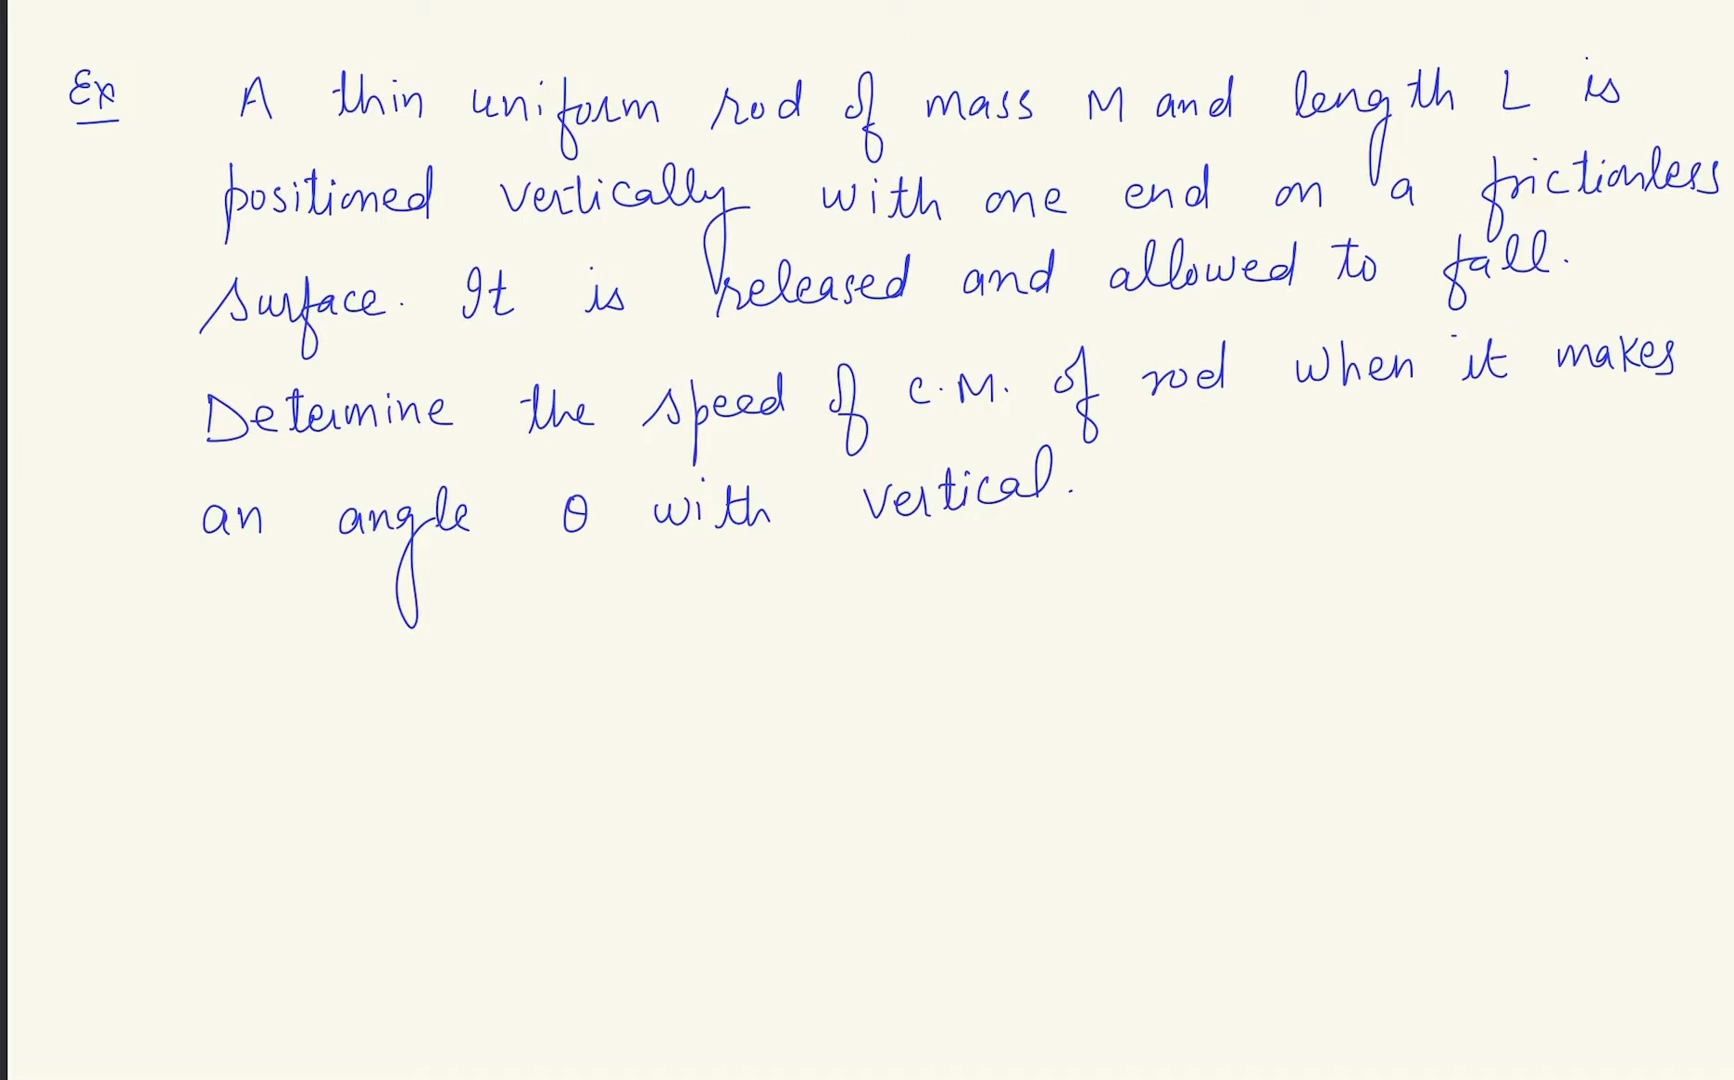 Ex A thin uniform rod of mass M and length L is
positioned vertically with one end on a frictionless
surface. It is released and allowed to fall.
Determine the speed of C.M. of rod when it makes
an angle θ with vertical.